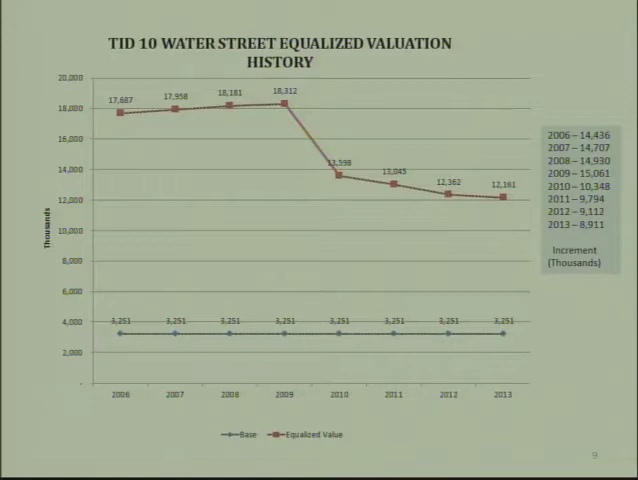 TID 10 WATER STREET EQUALIZED VALUATION
HISTORY
20,000
18,000
16,000
14,000
12,000
10,000
8,000
6,000
4,000
2,000
-
Thousands
17,687
17,958
18,181
18,312
13,598
13,045
12,362
12,161
3,251
3,251
3,251
3,251
3,251
3,251
3,251
3,251
2006
2007
2008
2009
2010
2011
2012
2013
Base
Equalized Value
2006 – 14,436
2007 – 14,707
2008 – 14,930
2009 – 15,061
2010 – 10,348
2011 – 9,794
2012 – 9,112
2013 – 8,911
Increment
(Thousands)
9